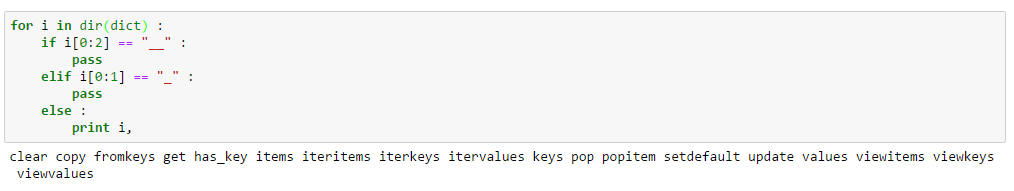 for i in dir(dict) :
    if i[0:2] == "__" :
        pass
    elif i[0:1] == "_" :
        pass
    else :
        print i,
clear copy fromkeys get has_key items iteritems iterkeys itervalues keys pop popitem setdefault update values viewitems viewkeys
viewvalues